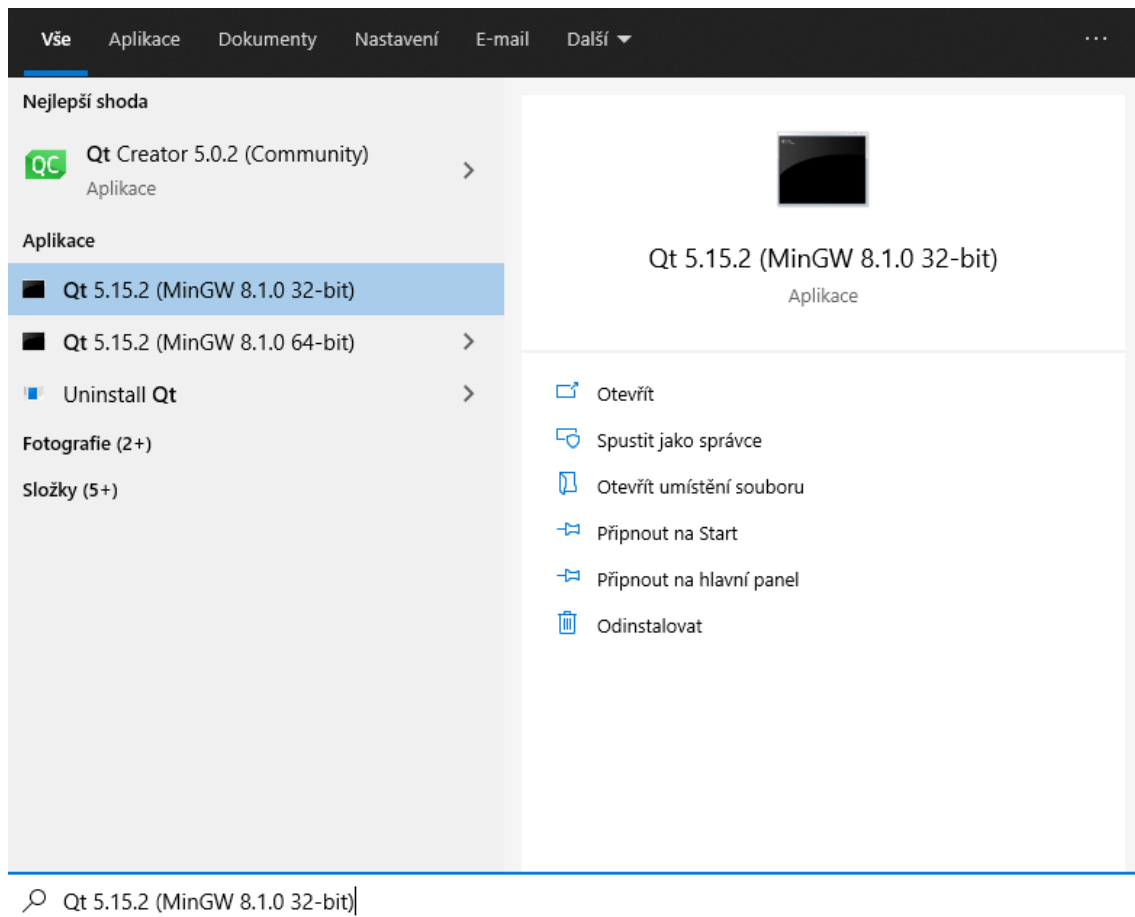 Vše Aplikace Dokumenty Nastavení E-mail Další ...
Nejlepší shoda
QC
Qt Creator 5.0.2 (Community)
Aplikace
Aplikace
Qt 5.15.2 (MinGW 8.1.0 32-bit)
Qt 5.15.2 (MinGW 8.1.0 64-bit)
Uninstall Qt
Fotografie (2+)
Složky (5+)
Qt 5.15.2 (MinGW 8.1.0 32-bit)
Aplikace
Otevřít
Spustit jako správce
Otevřít umístění souboru
Připnout na Start
Připnout na hlavní panel
Odinstalovat
Qt 5.15.2 (MinGW 8.1.0 32-bit)